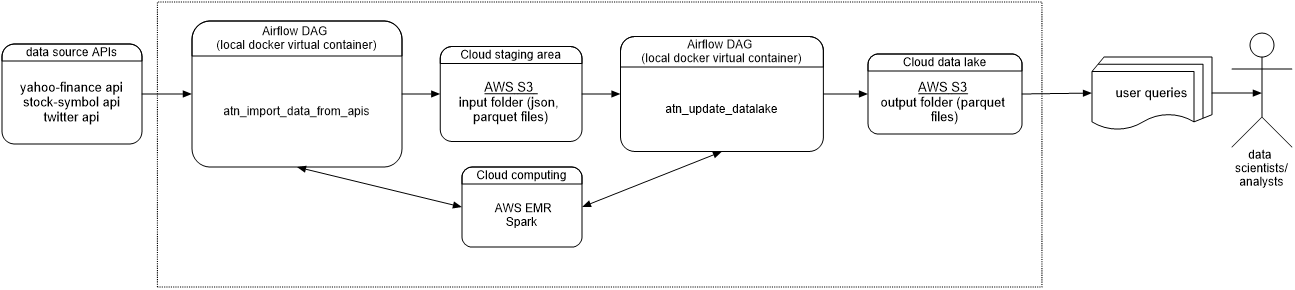 data source APIs
yahoo-finance api
stock-symbol api
twitter api
Airflow DAG
(local docker virtual container)
atn_import_data_from_apis
Cloud staging area
AWS S3
input folder (json,
parquet files)
Airflow DAG
(local docker virtual container)
atn_update_datalake
Cloud data lake
AWS S3
output folder (parquet
files)
Cloud computing
AWS EMR
Spark
user queries
data
scientists/
analysts